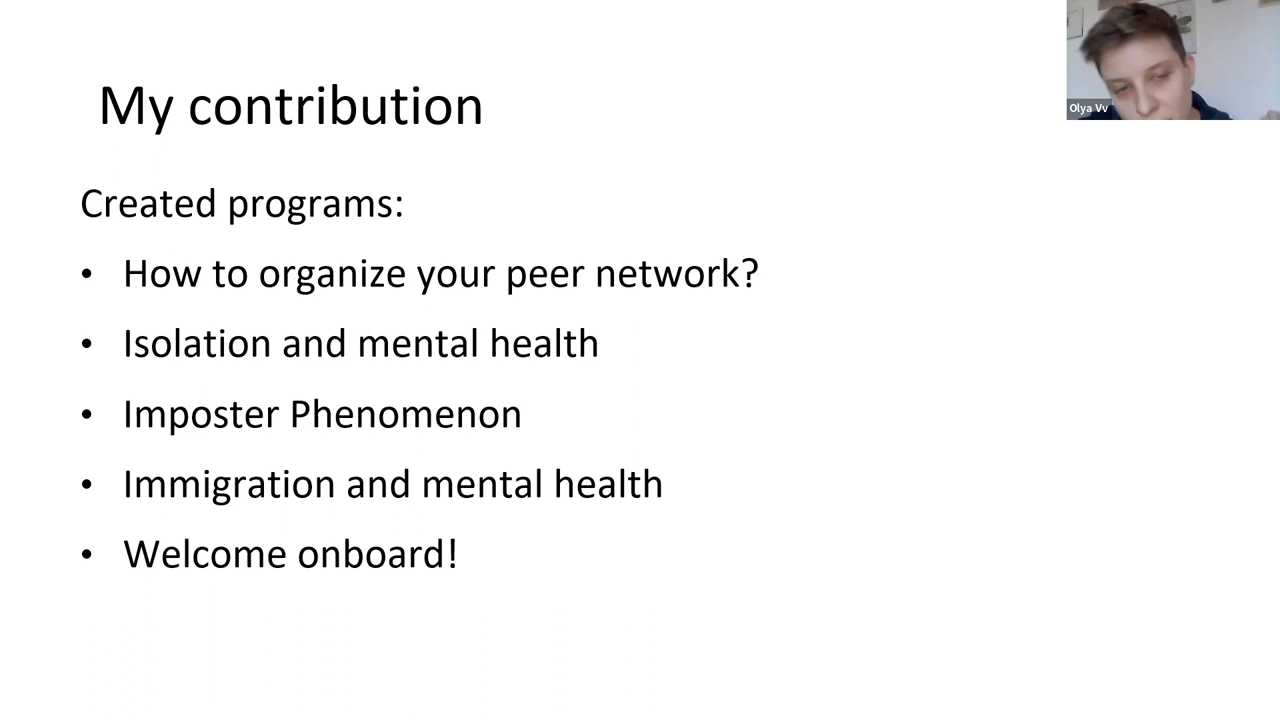 My contribution
Olya Vv
Created programs:
• How to organize your peer network?
• Isolation and mental health
• Imposter Phenomenon
• Immigration and mental health
• Welcome onboard!